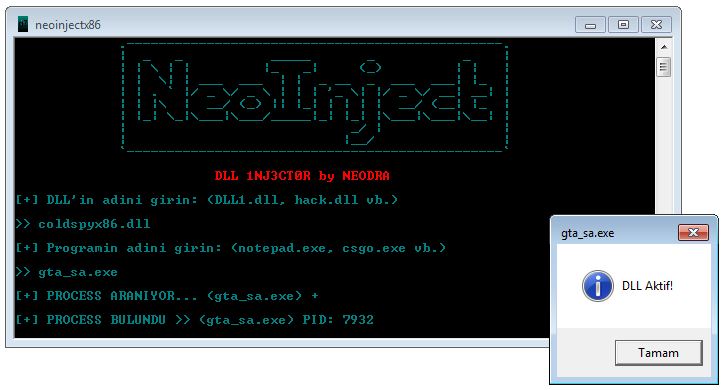 neoinjectx86
NeoInject
DLL 1NJ3CT0R by NEODRA
[+] DLL'in adini girin: (DLL1.dll, hack.dll vb.)
>> coldspyx86.dll
[+] Programin adini girin: (notepad.exe, csgo.exe vb.)
>> gta_sa.exe
[+] PROCESS ARANIYOR... (gta_sa.exe) +
[+] PROCESS BULUNDU >> (gta_sa.exe) PID: 7932
gta_sa.exe
DLL Aktif!
Tamam